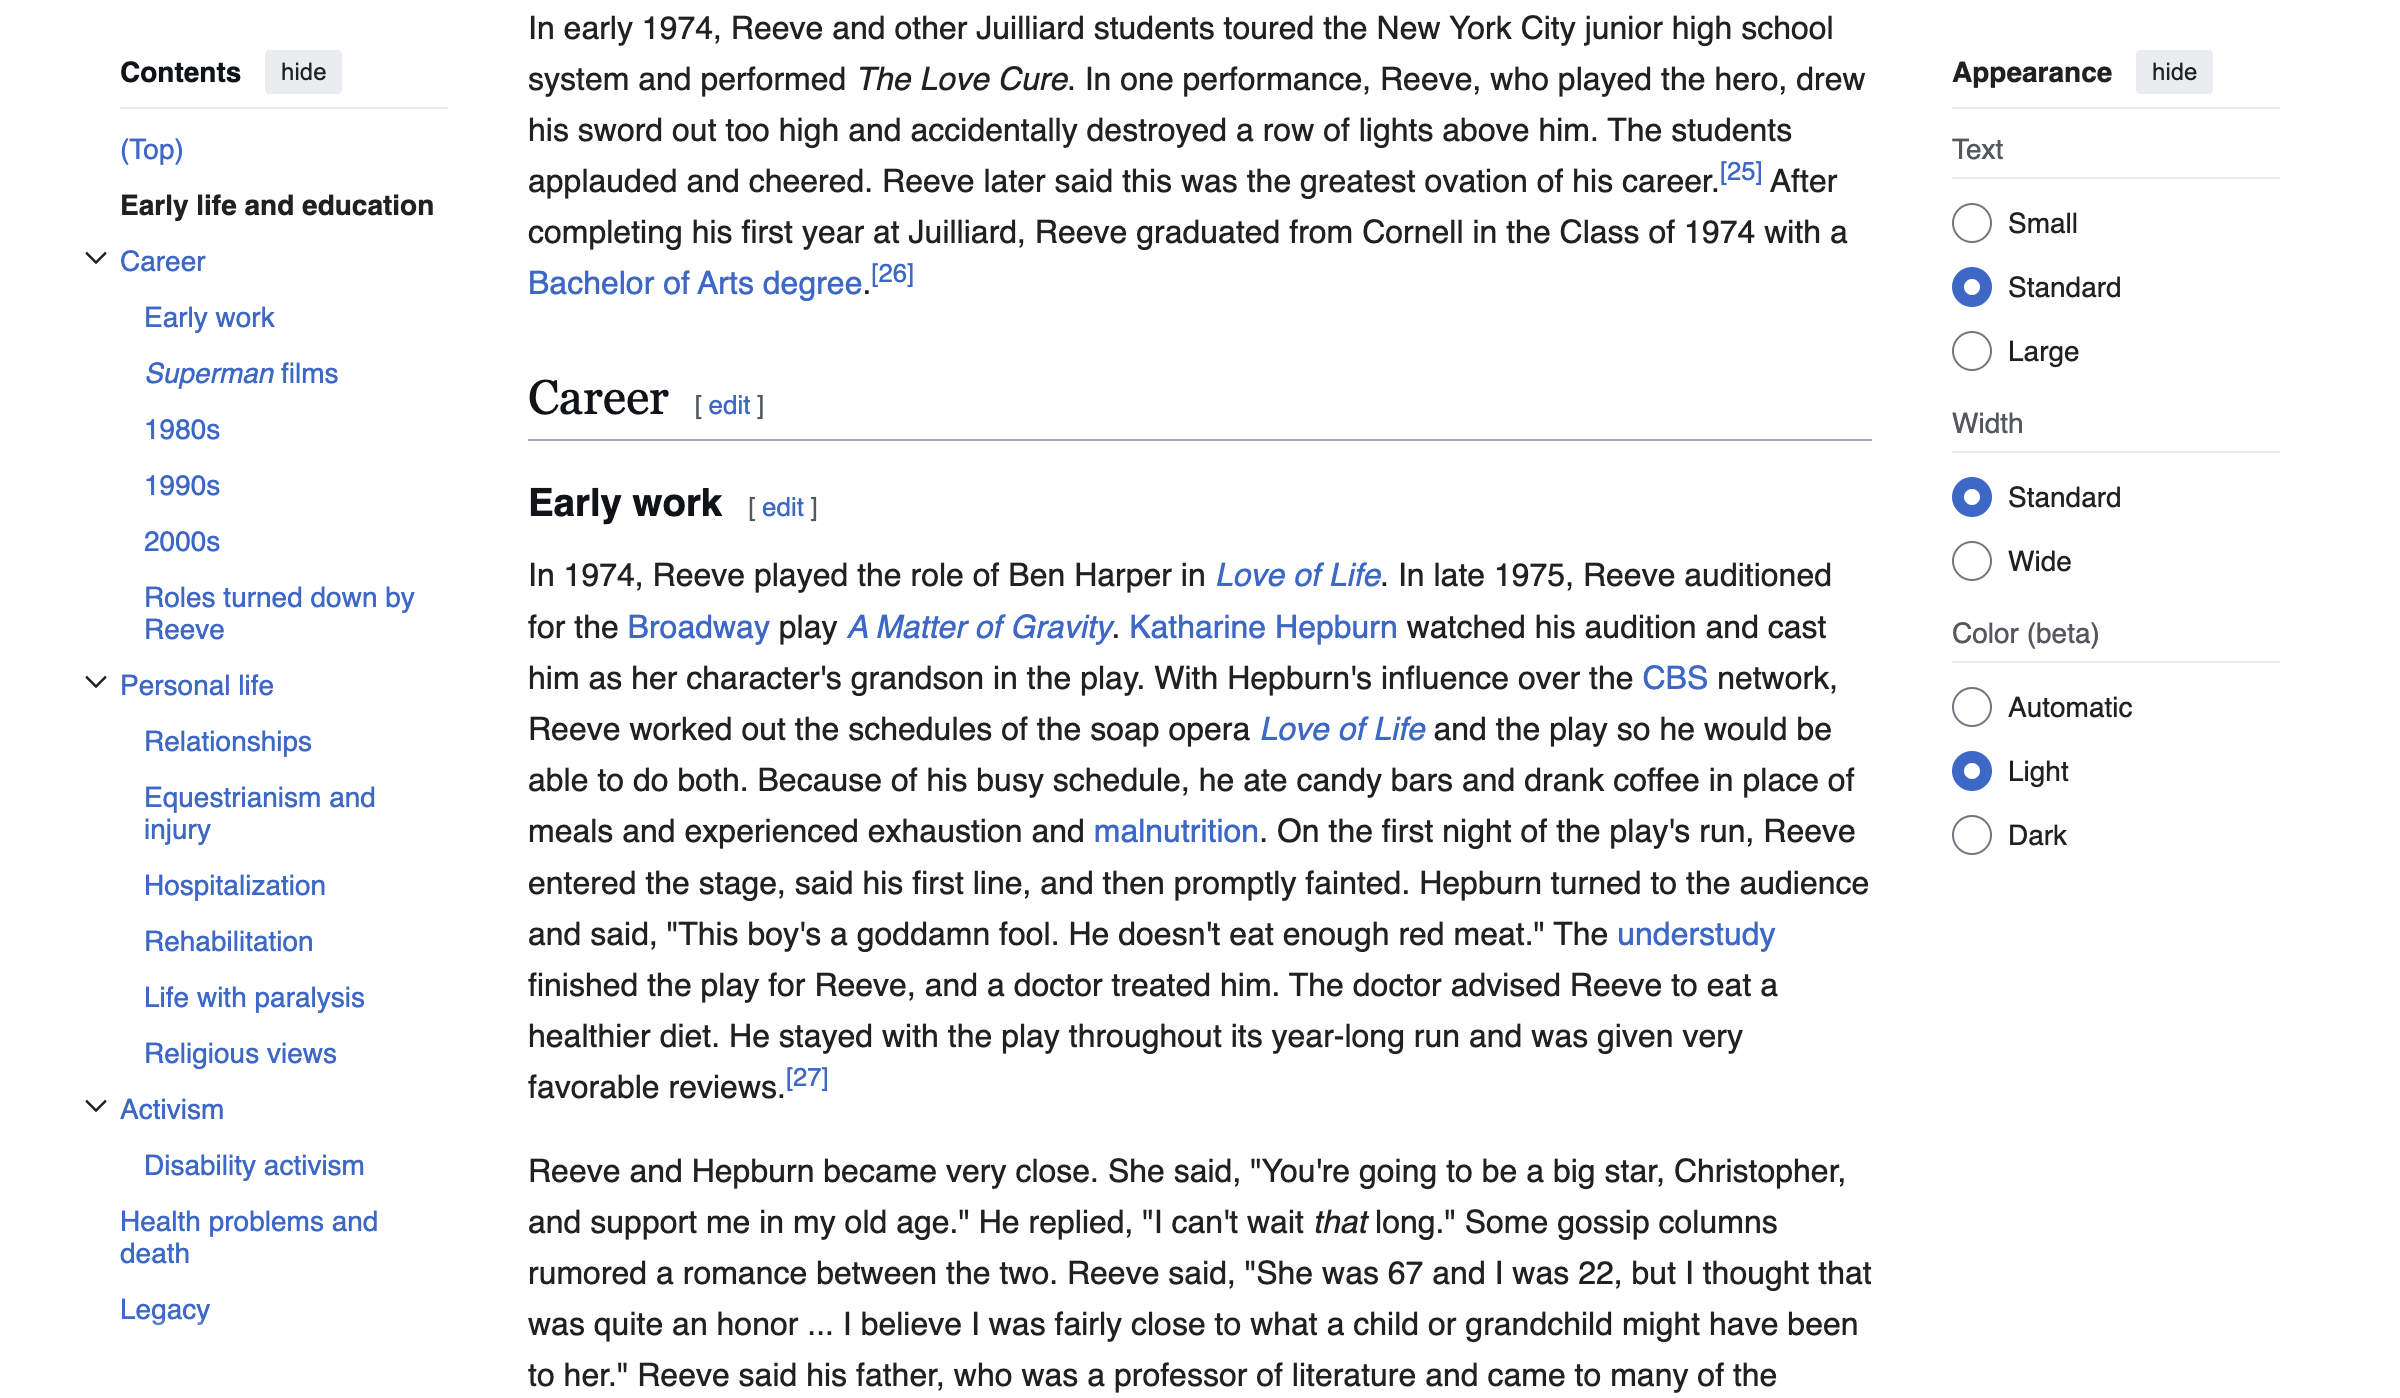 Contents hide
(Top)
Early life and education
Career
Early work
Superman films
1980s
1990s
2000s
Roles turned down by
Reeve
Personal life
Relationships
Equestrianism and
injury
Hospitalization
Rehabilitation
Life with paralysis
Religious views
Activism
Disability activism
Health problems and
death
Legacy
In early 1974, Reeve and other Juilliard students toured the New York City junior high school
system and performed The Love Cure. In one performance, Reeve, who played the hero, drew
his sword out too high and accidentally destroyed a row of lights above him. The students
applauded and cheered. Reeve later said this was the greatest ovation of his career.[25] After
completing his first year at Juilliard, Reeve graduated from Cornell in the Class of 1974 with a
Bachelor of Arts degree.[26]
Career [ edit ]
Early work [ edit ]
In 1974, Reeve played the role of Ben Harper in Love of Life. In late 1975, Reeve auditioned
for the Broadway play A Matter of Gravity. Katharine Hepburn watched his audition and cast
him as her character's grandson in the play. With Hepburn's influence over the CBS network,
Reeve worked out the schedules of the soap opera Love of Life and the play so he would be
able to do both. Because of his busy schedule, he ate candy bars and drank coffee in place of
meals and experienced exhaustion and malnutrition. On the first night of the play's run, Reeve
entered the stage, said his first line, and then promptly fainted. Hepburn turned to the audience
and said, "This boy's a goddamn fool. He doesn't eat enough red meat." The understudy
finished the play for Reeve, and a doctor treated him. The doctor advised Reeve to eat a
healthier diet. He stayed with the play throughout its year-long run and was given very
favorable reviews.[27]
Reeve and Hepburn became very close. She said, "You're going to be a big star, Christopher,
and support me in my old age." He replied, "I can't wait that long." Some gossip columns
rumored a romance between the two. Reeve said, "She was 67 and I was 22, but I thought that
was quite an honor ... I believe I was fairly close to what a child or grandchild might have been
to her." Reeve said his father, who was a professor of literature and came to many of the
Appearance hide
Text
Small
Standard
Large
Width
Standard
Wide
Color (beta)
Automatic
Light
Dark